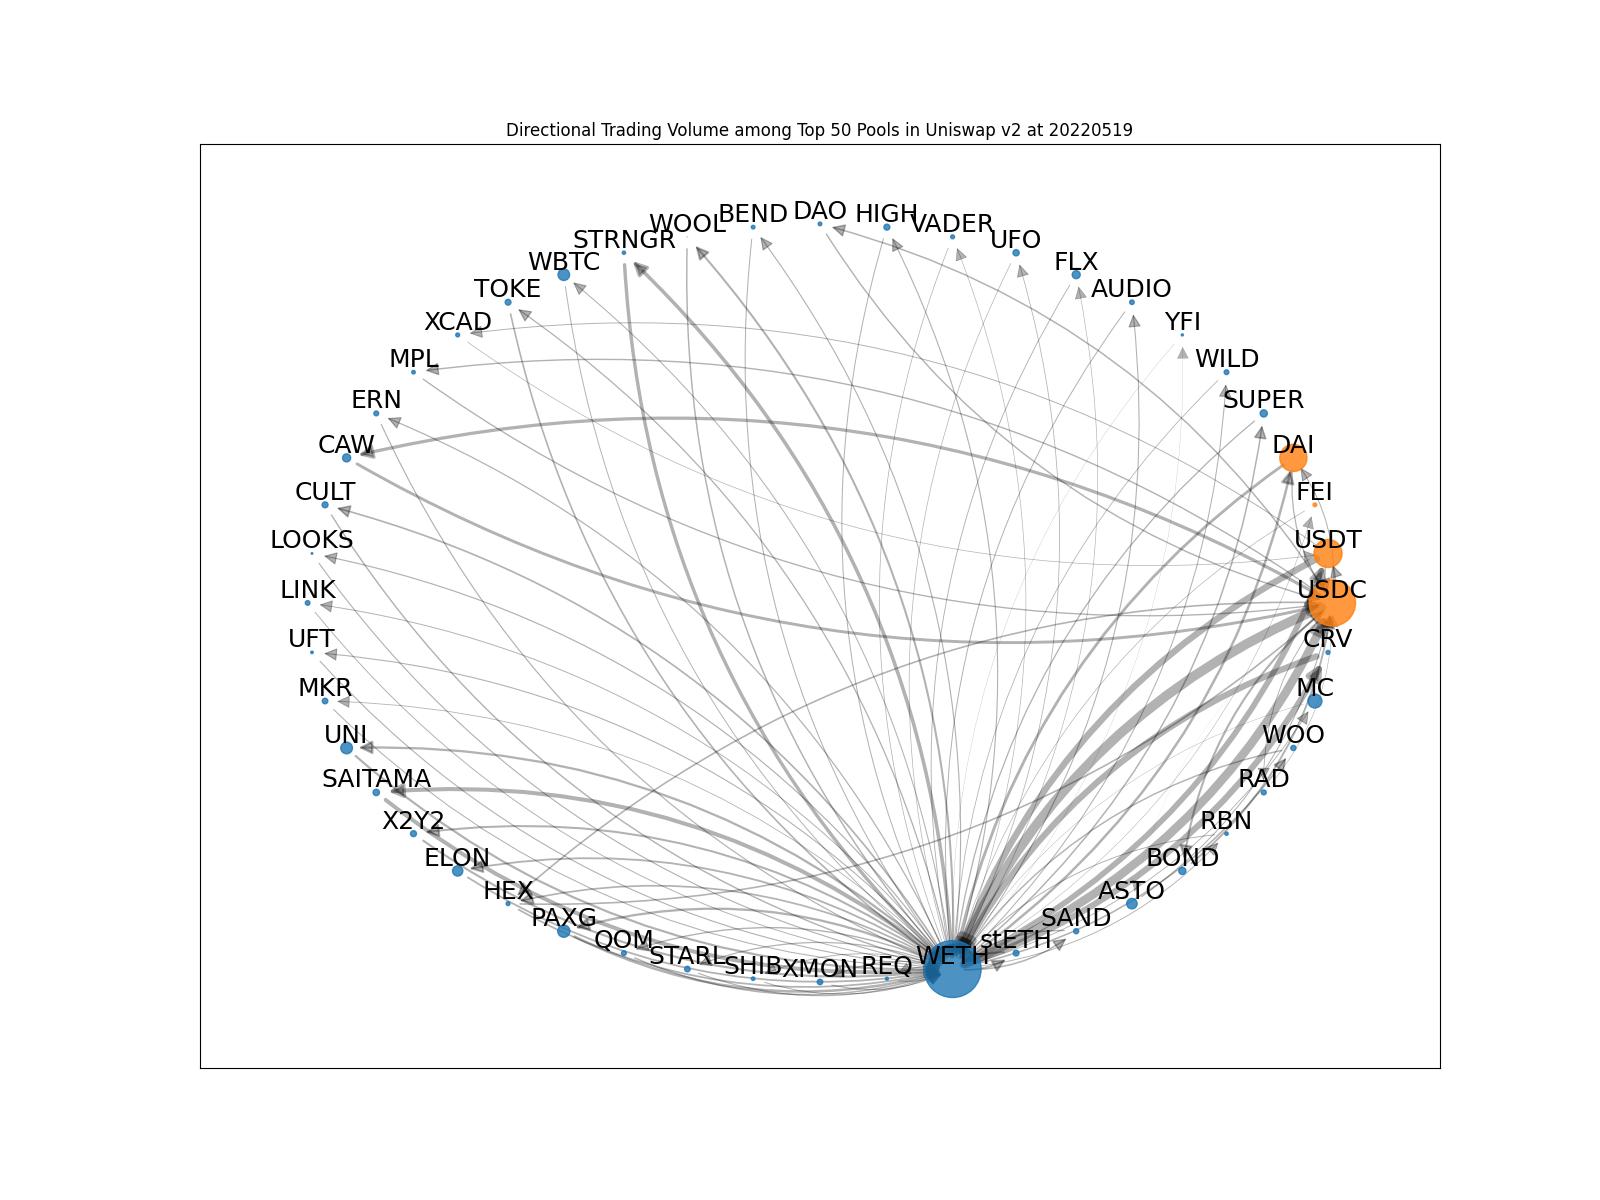 Directional Trading Volume among Top 50 Pools in Uniswap v2 at 20220519
DAO
BEND
HIGH
WOOL
VADER
STRNGR
UFO
WBTC
FLX
TOKE
AUDIO
XCAD
YFI
MPL
WILD
ERN
SUPER
CAW
DAI
CULT
FEI
LOOKS
USDT
LINK
USDC
UFT
CRV
MKR
MC
UNI
WOO
SAITAMA
RAD
X2Y2
RBN
ELON
BOND
HEX
ASTO
PAXG
SAND
QOM
stETH
STARL
WETH
SHIB
XMON
REQ